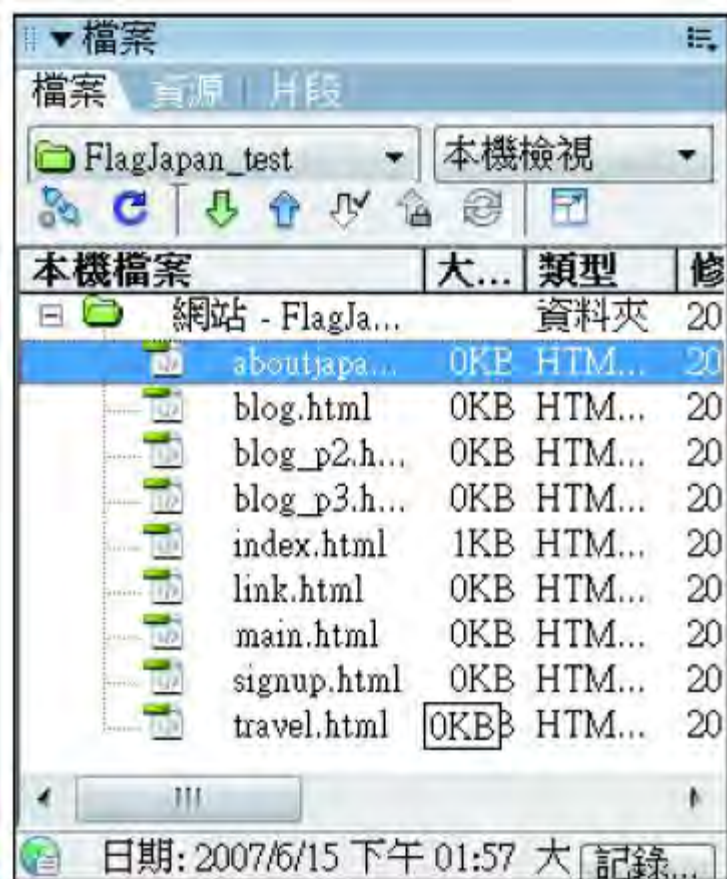 檔案
檔案 資源 片段
FlagJapan_test 本機檢視
本機檔案 大... 類型 修
網站 - FlagJa... 資料夾 20
aboutjapa... 0KB HTM... 20
blog.html 0KB HTM... 20
blog_p2.h... 0KB HTM... 20
blog_p3.h... 0KB HTM... 20
index.html 1KB HTM... 20
link.html 0KB HTM... 20
main.html 0KB HTM... 20
signup.html 0KB HTM... 20
travel.html 0KB HTM... 20
日期: 2007/6/15 下午 01:57 大 記錄...